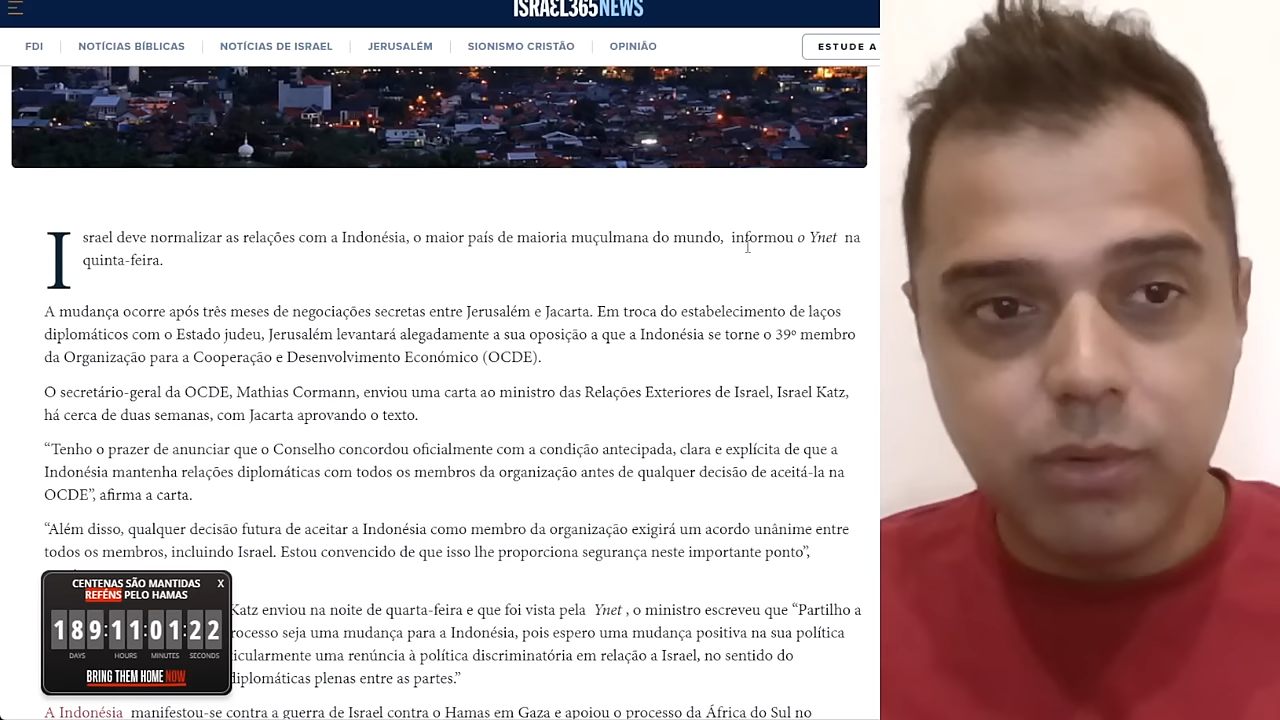 ISRAEL365NEWS
FDI
NOTÍCIAS BÍBLICAS
NOTÍCIAS DE ISRAEL
JERUSALÉM
SIONISMO CRISTÃO
OPINIÃO
ESTUDE A
Israel deve normalizar as relações com a Indonésia, o maior país de maioria muçulmana do mundo, informou o Ynet na
quinta-feira.
A mudança ocorre após três meses de negociações secretas entre Jerusalém e Jacarta. Em troca do estabelecimento de laços
diplomáticos com o Estado judeu, Jerusalém levantará alegadamente a sua oposição a que a Indonésia se torne o 39º membro
da Organização para a Cooperação e Desenvolvimento Económico (OCDE).
O secretário-geral da OCDE, Mathias Cormann, enviou uma carta ao ministro das Relações Exteriores de Israel, Israel Katz,
há cerca de duas semanas, com Jacarta aprovando o texto.
“Tenho o prazer de anunciar que o Conselho concordou oficialmente com a condição antecipada, clara e explícita de que a
Indonésia mantenha relações diplomáticas com todos os membros da organização antes de qualquer decisão de aceitá-la na
OCDE”, afirma a carta.
“Além disso, qualquer decisão futura de aceitar a Indonésia como membro da organização exigirá um acordo unânime entre
todos os membros, incluindo Israel. Estou convencido de que isso lhe proporciona segurança neste importante ponto”,
Katz enviou na noite de quarta-feira e que foi vista pela Ynet , o ministro escreveu que “Partilho a
rocesso seja uma mudança para a Indonésia, pois espero uma mudança positiva na sua política
icularmente uma renúncia à política discriminatória em relação a Israel, no sentido do
diplomáticas plenas entre as partes.”
A Indonésia manifestou-se contra a guerra de Israel contra o Hamas em Gaza e apoiou o processo da África do Sul no
CENTENAS SÃO MANTIDAS X
REFÉNS PELO HAMAS
189:11:01:22
DAYS HOURS MINUTES SECONDS
BRING THEM HOME NOW